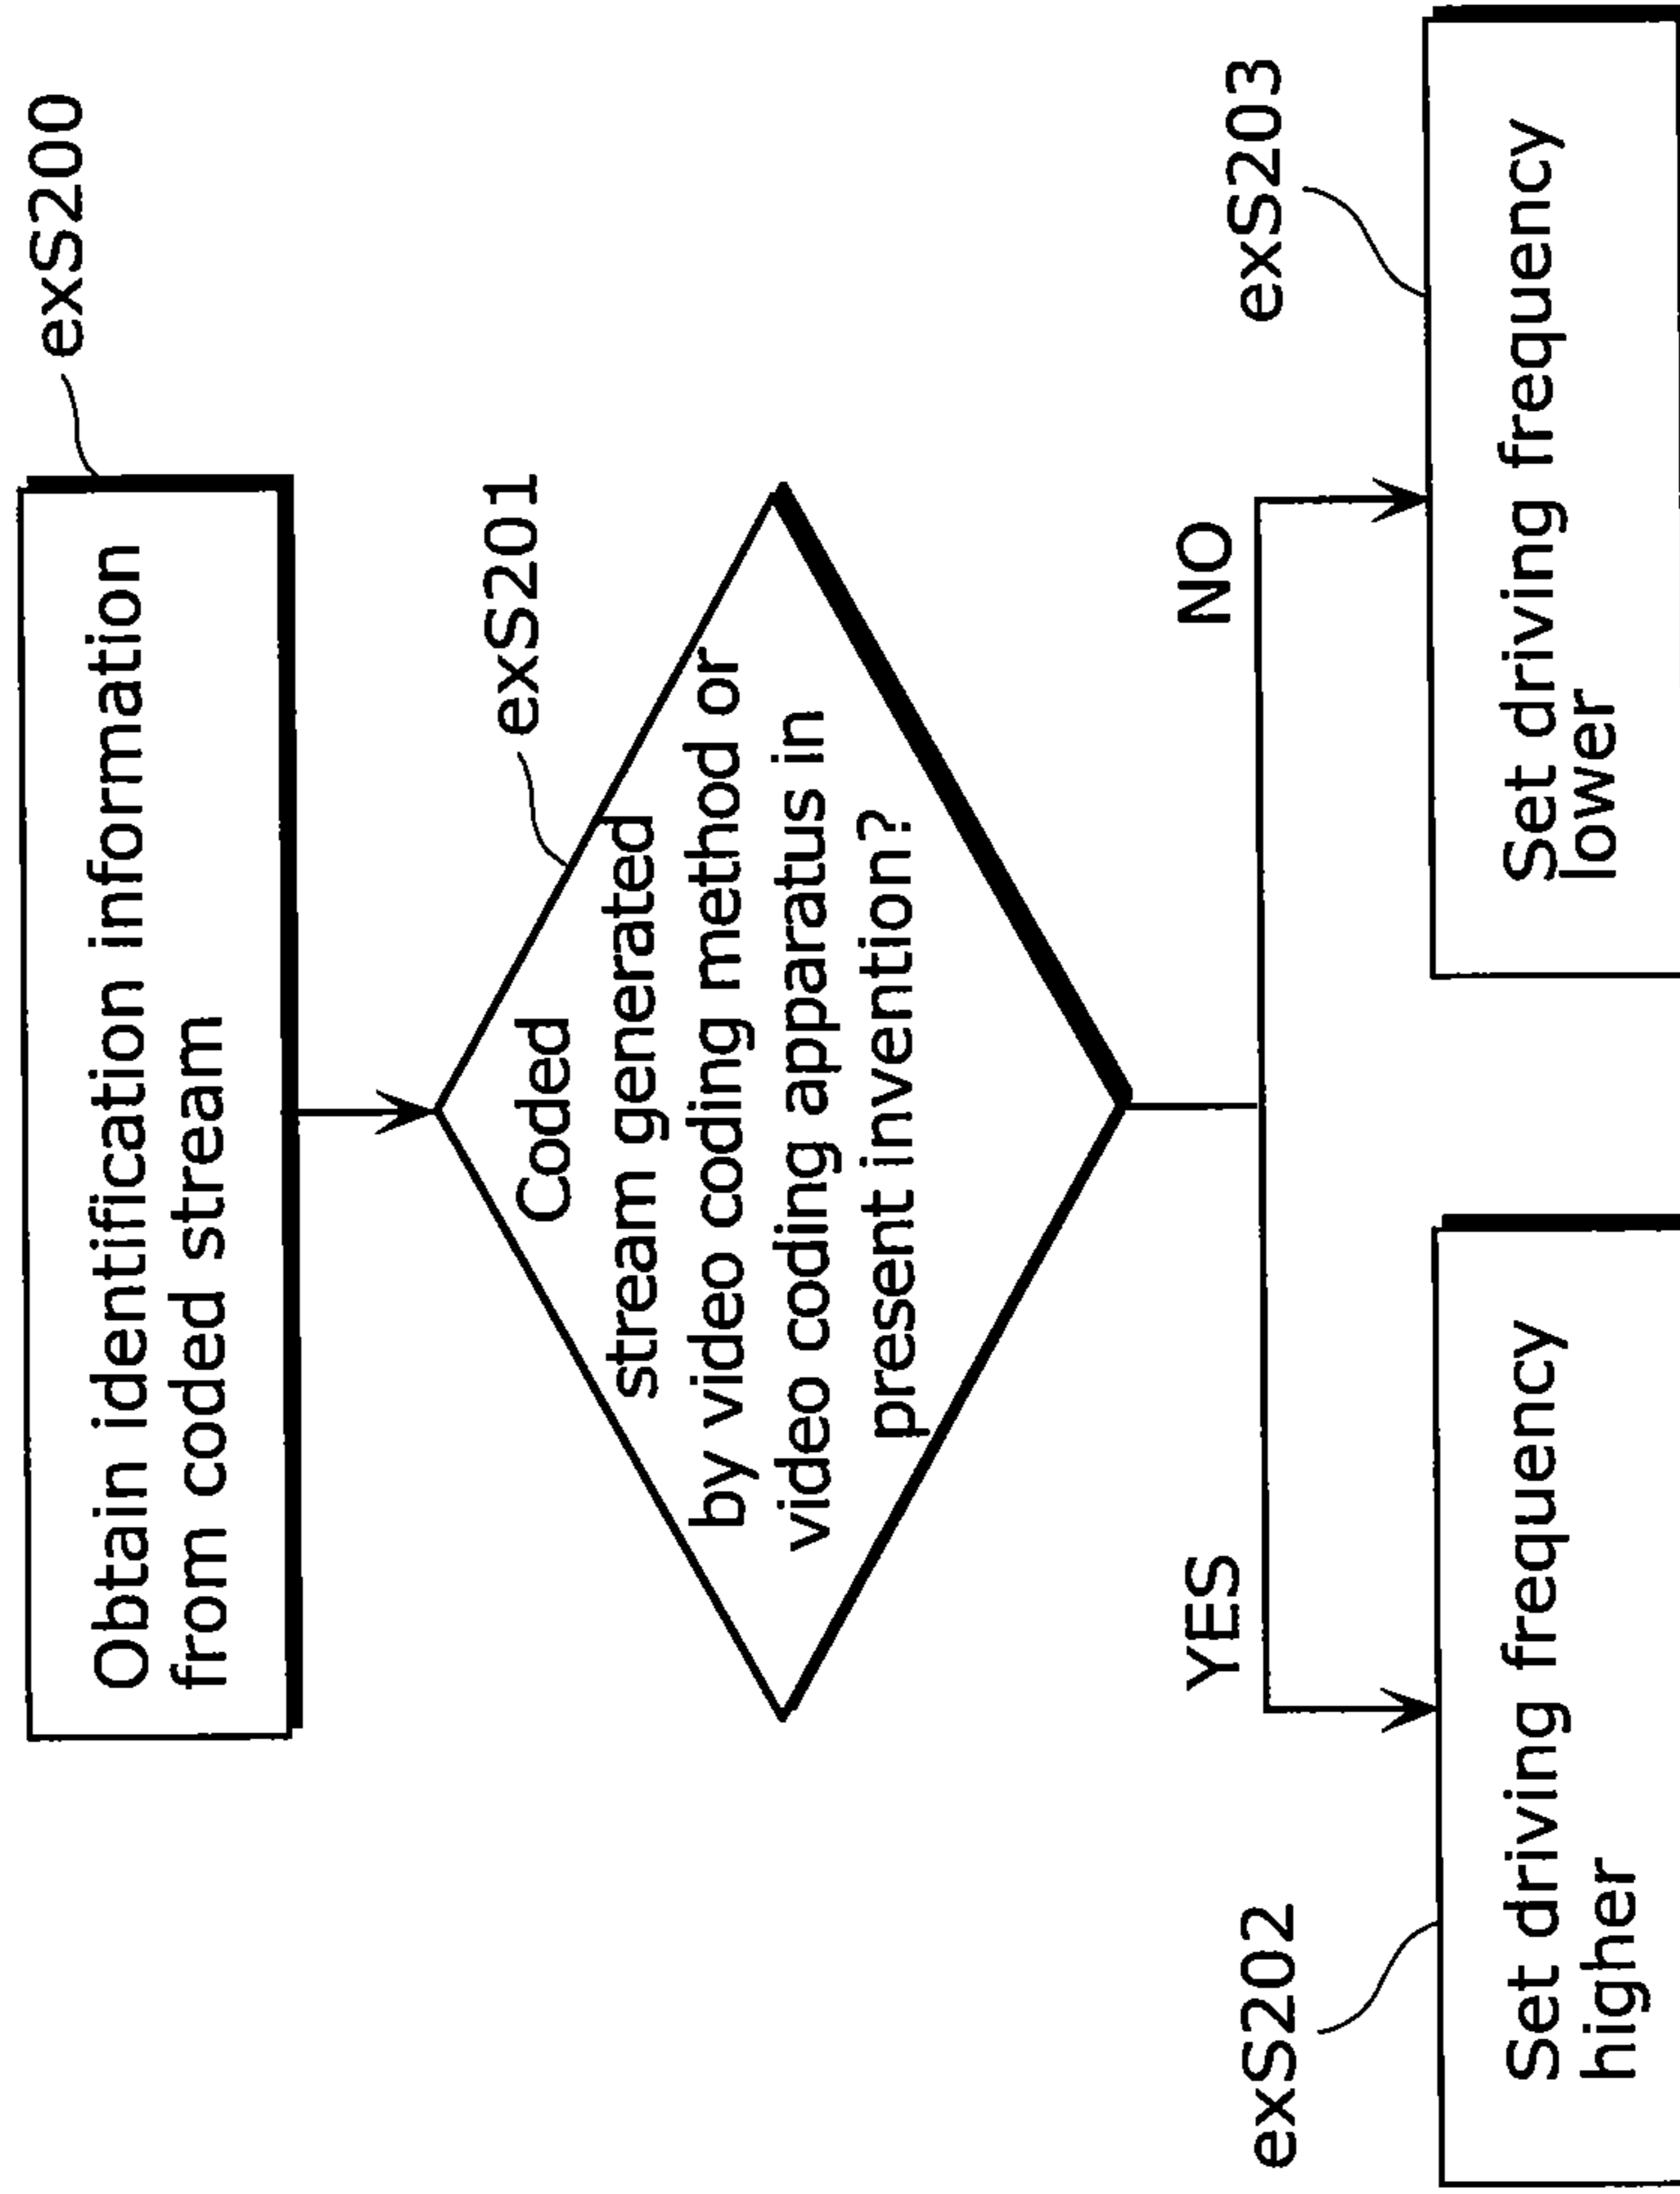 exS200
Obtain identification information
from coded stream
exS201
Coded
stream generated
by video coding method or
video coding apparatus in
present invention?
YES
NO
exS202
exS203
Set driving frequency
higher
Set driving frequency
lower